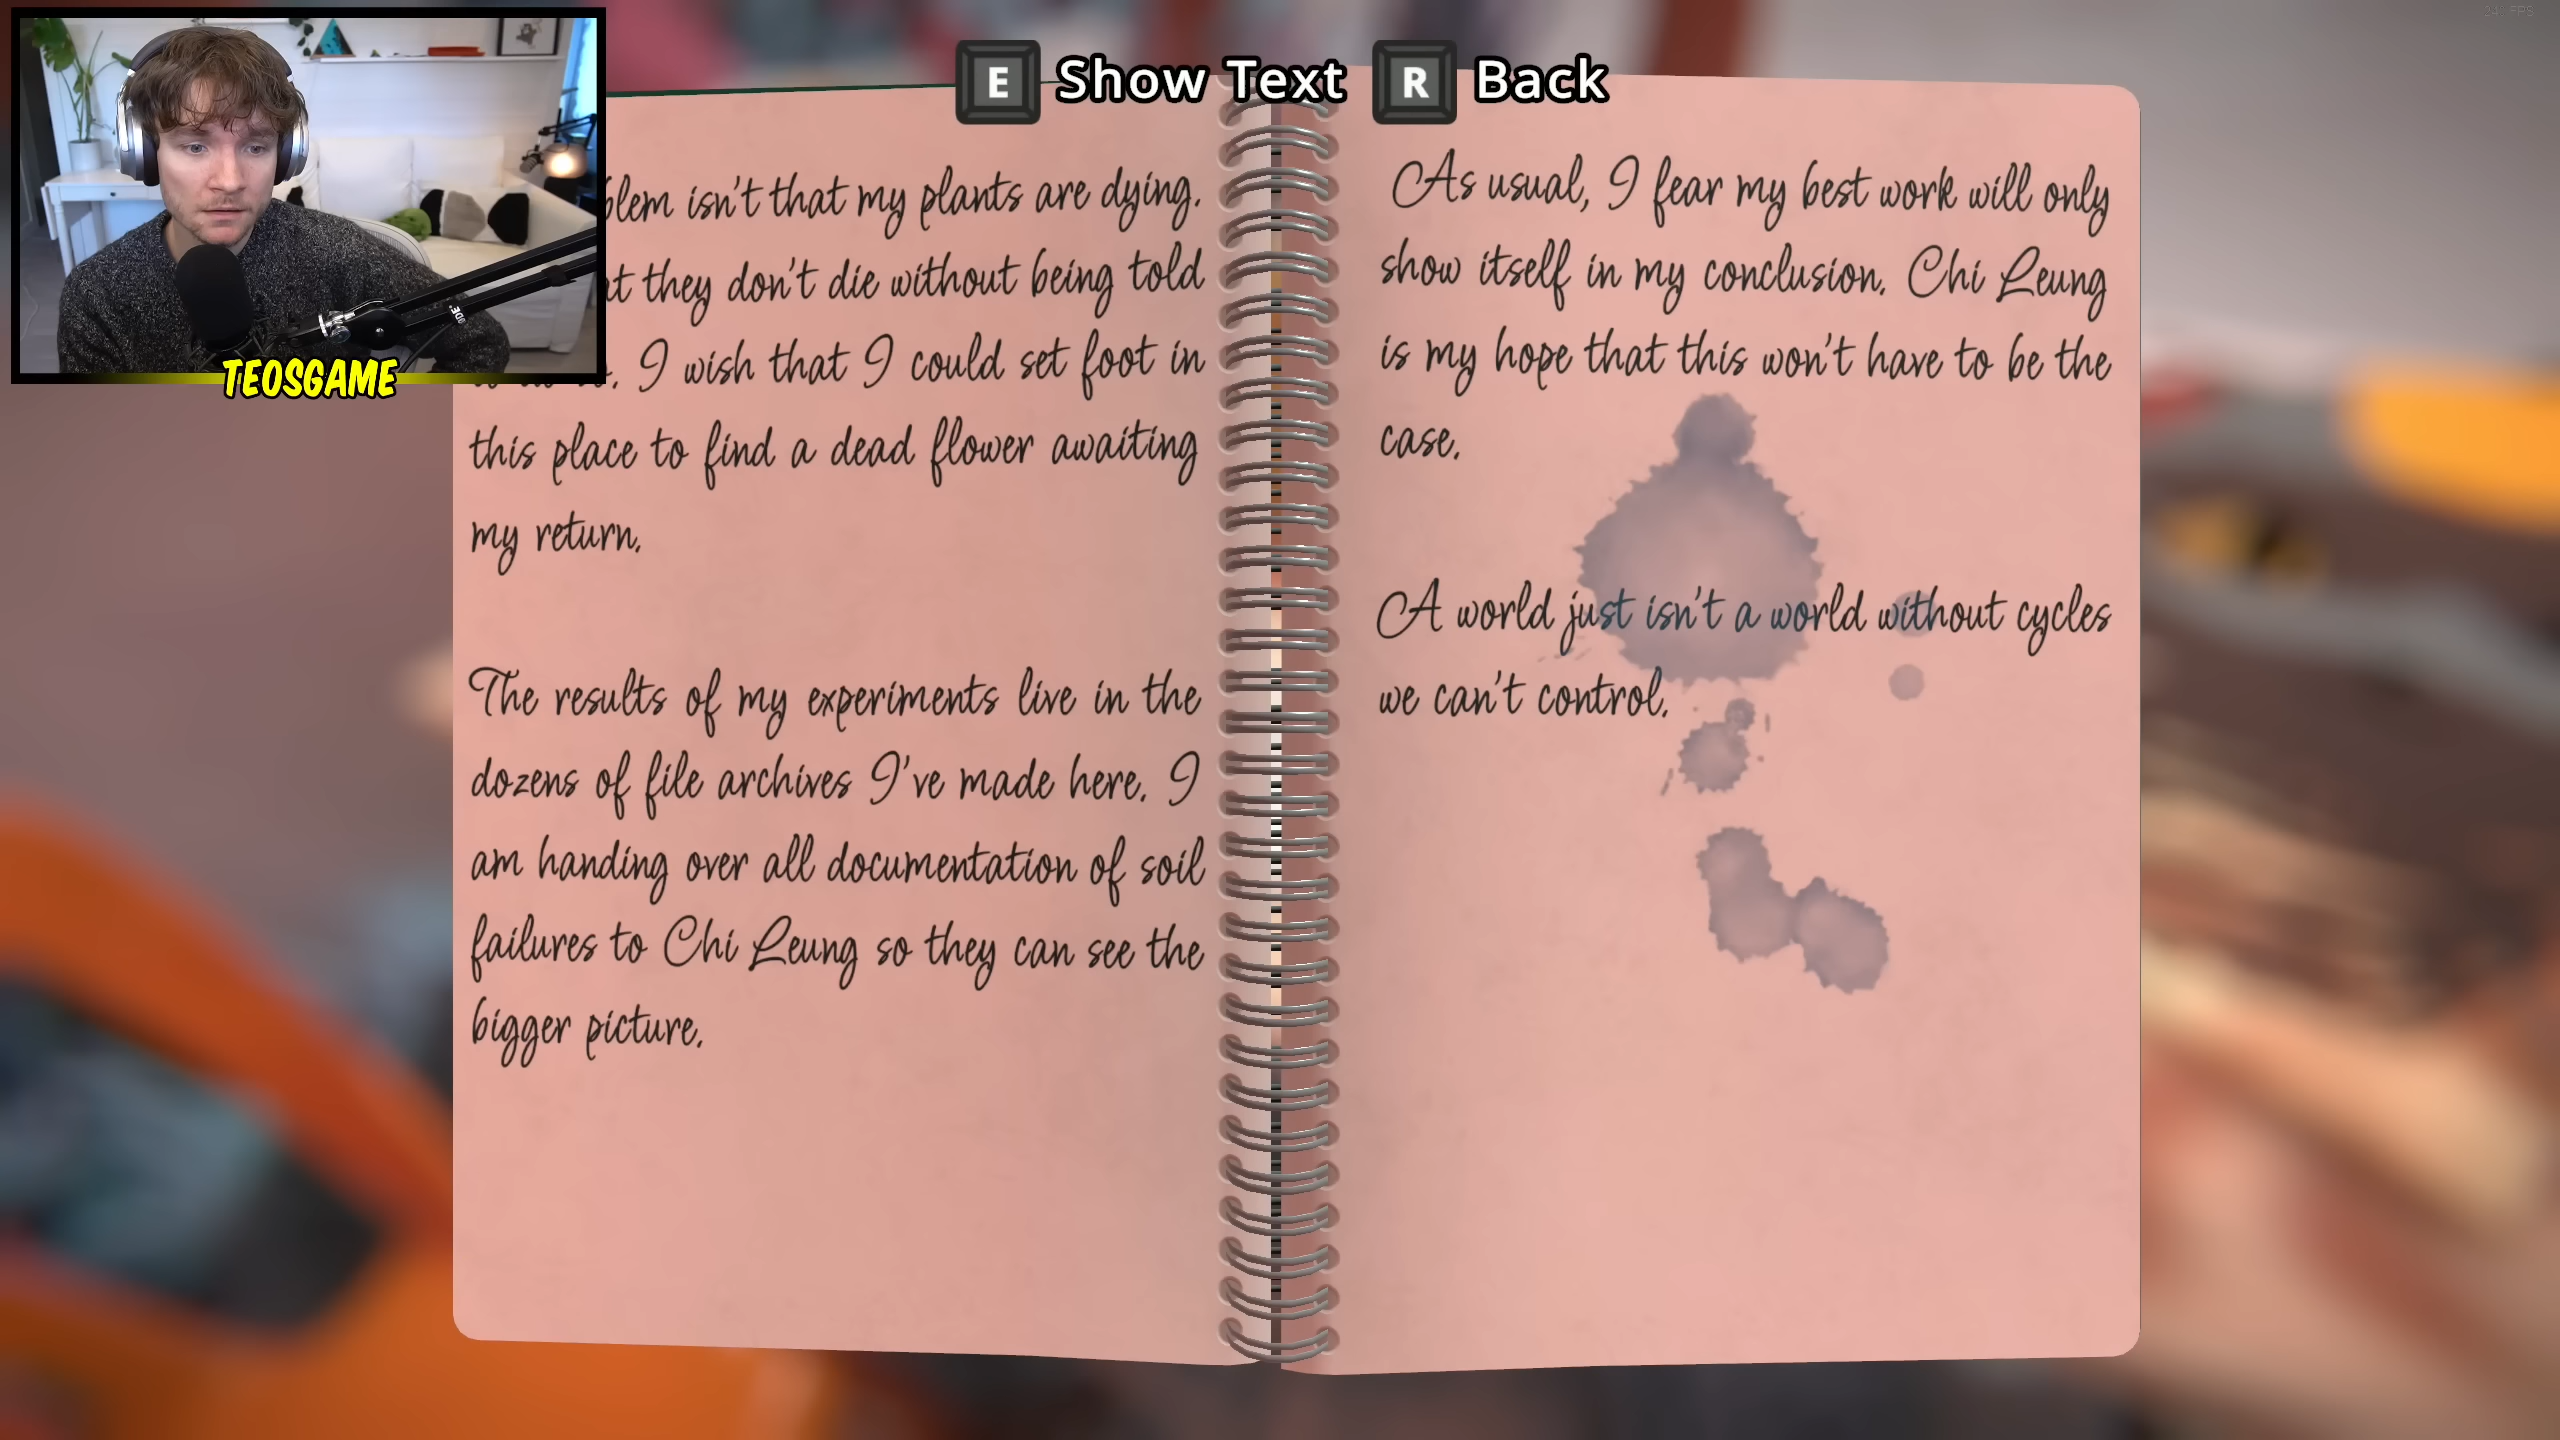 E Show Text R Back
TEOSGAME
isn't that my plants are dying.
they don't die without being told
I wish that I could set foot in
this place to find a dead flower awaiting
my return.
The results of my experiments live in the
dozens of file archives I've made here. I
am handing over all documentation of soil
failures to Chi Leung so they can see the
bigger picture.
As usual, I fear my best work will only
show itself in my conclusion. Chi Leung
is my hope that this won't have to be the
case.
A world just isn't a world without cycles
we can't control.